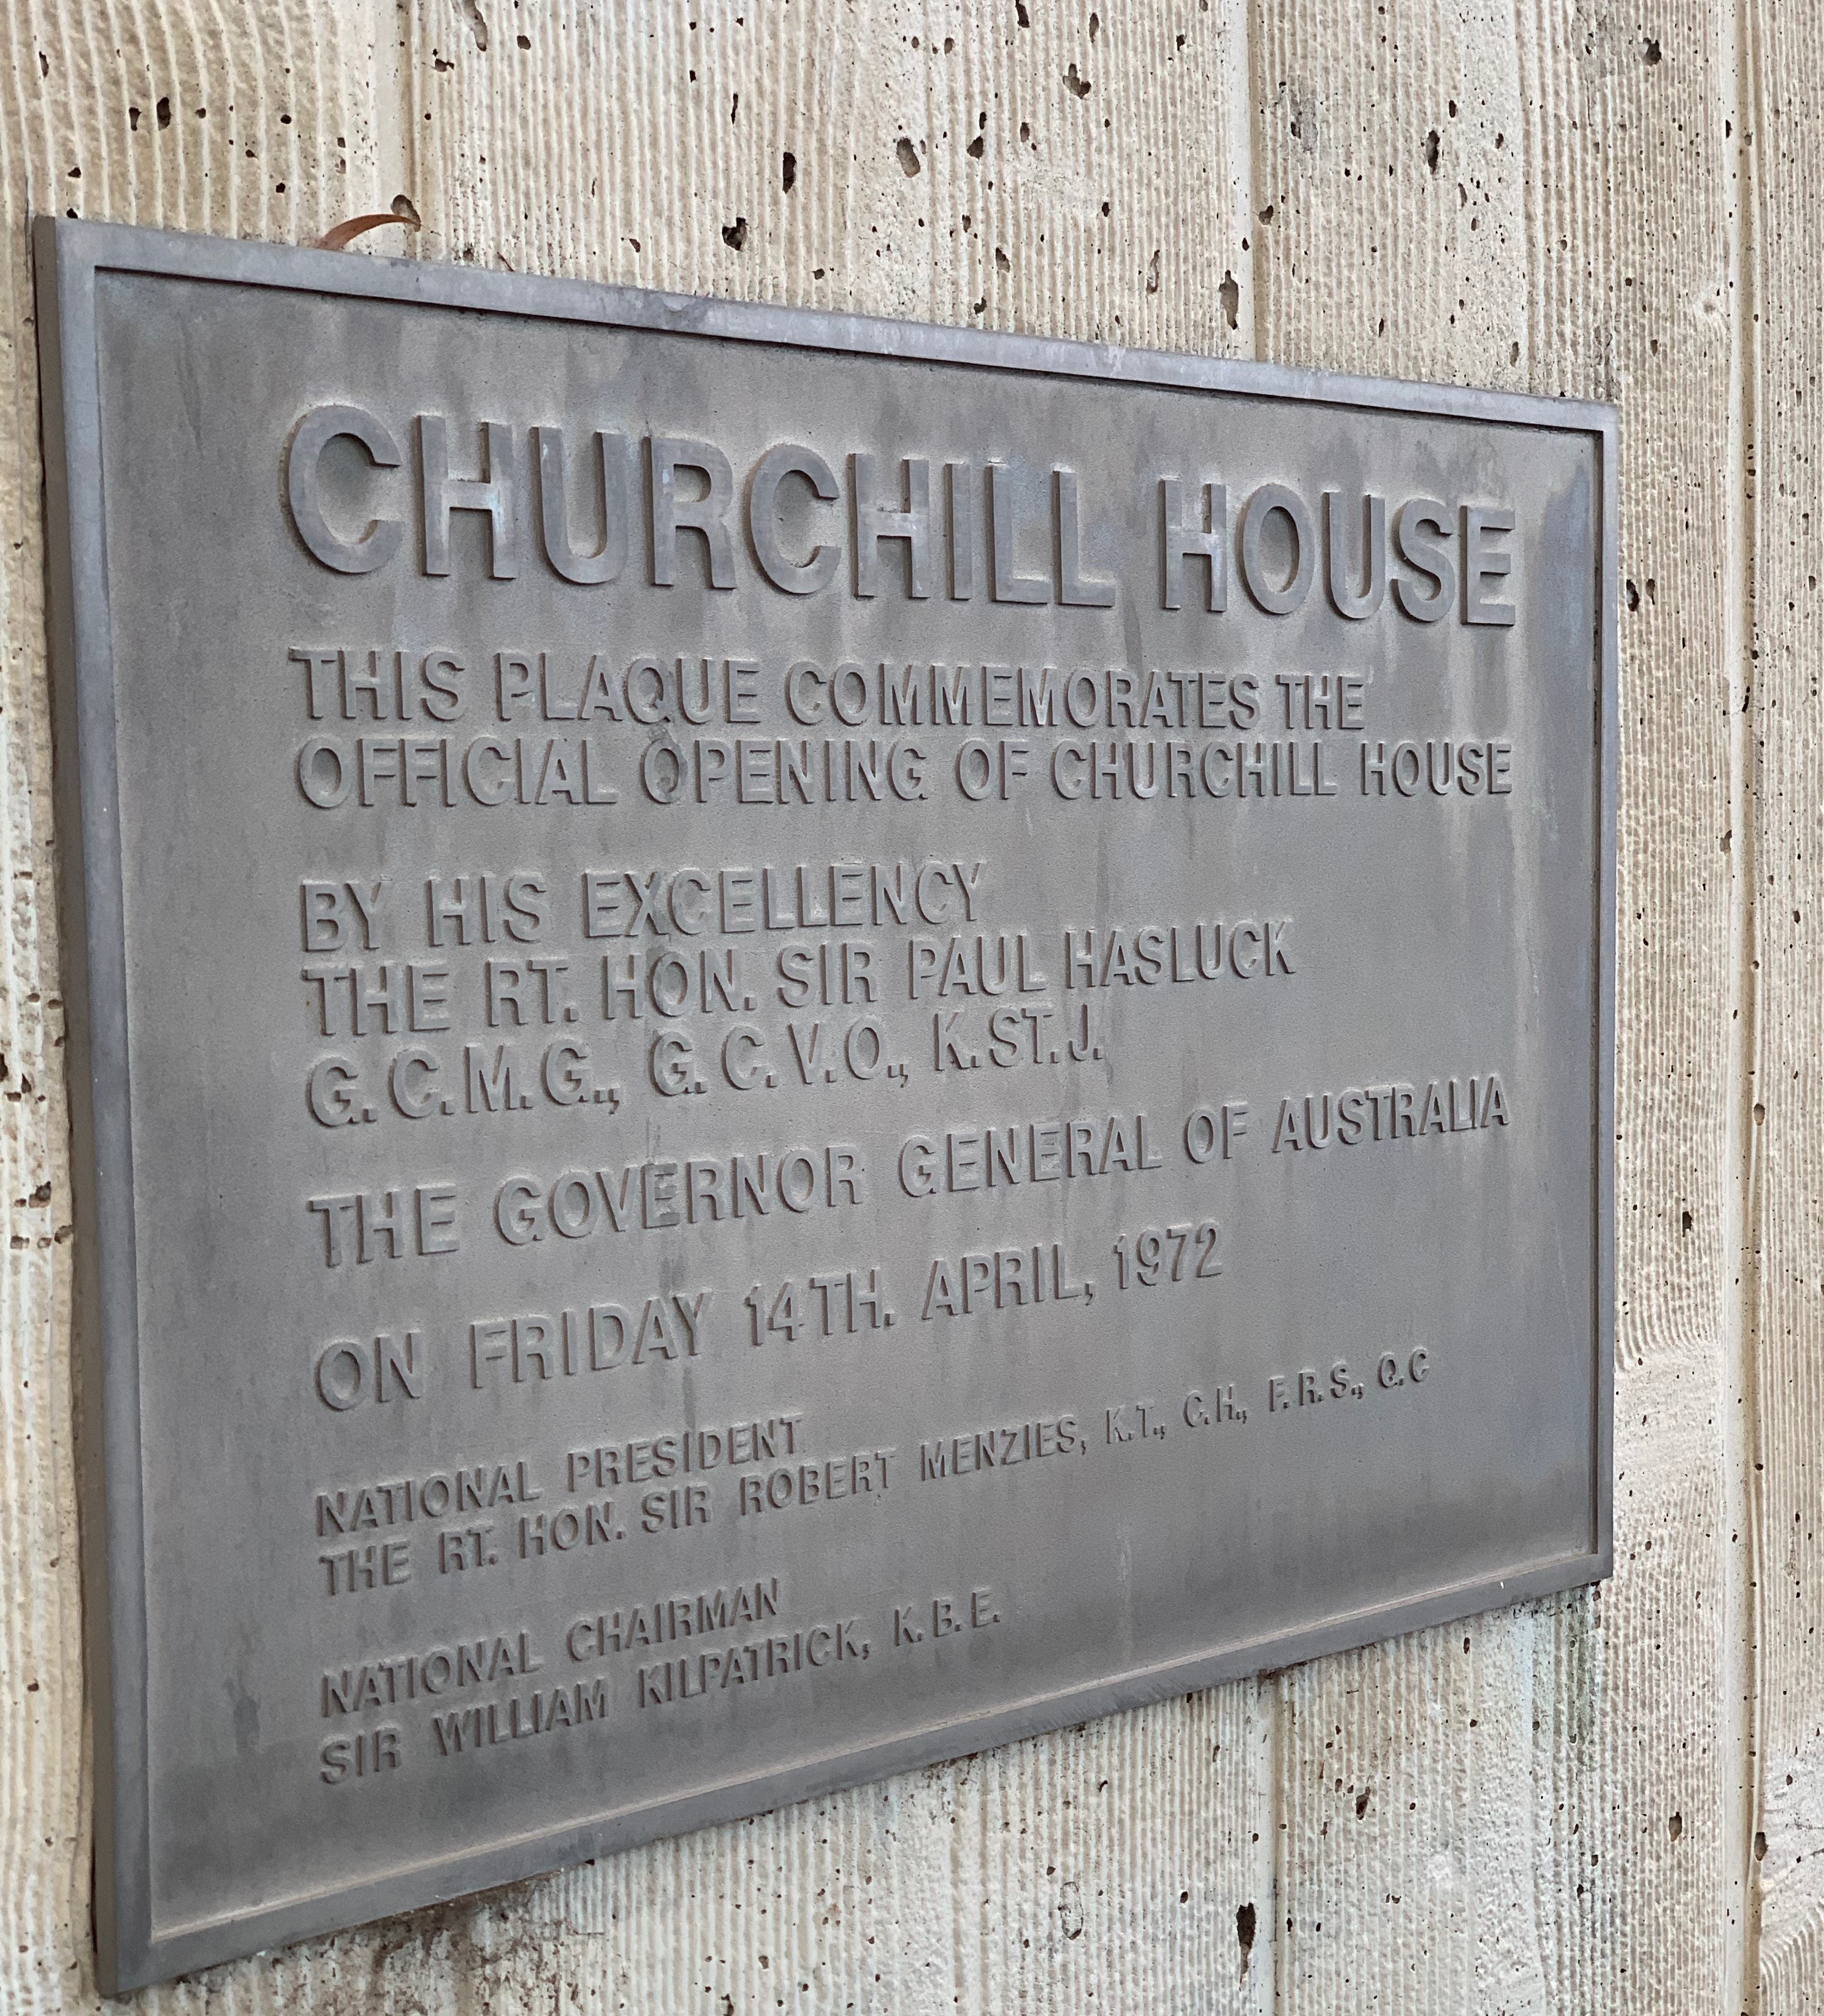 CHURCHILL HOUSE
THIS PLAQUE COMMEMORATES THE
OFFICIAL OPENING OF CHURCHILL HOUSE
BY HIS EXCELLENCY
THE RT. HON. SIR PAUL HASLUCK
G.C.M.G., G.C.V.O., K.ST.J.
THE GOVERNOR GENERAL OF AUSTRALIA
ON FRIDAY 14TH. APRIL, 1972
NATIONAL PRESIDENT
THE RT. HON. SIR ROBERT MENZIES, K.T., C.H., F.R.S., Q.C
NATIONAL CHAIRMAN
SIR WILLIAM KILPATRICK, K.B.E.